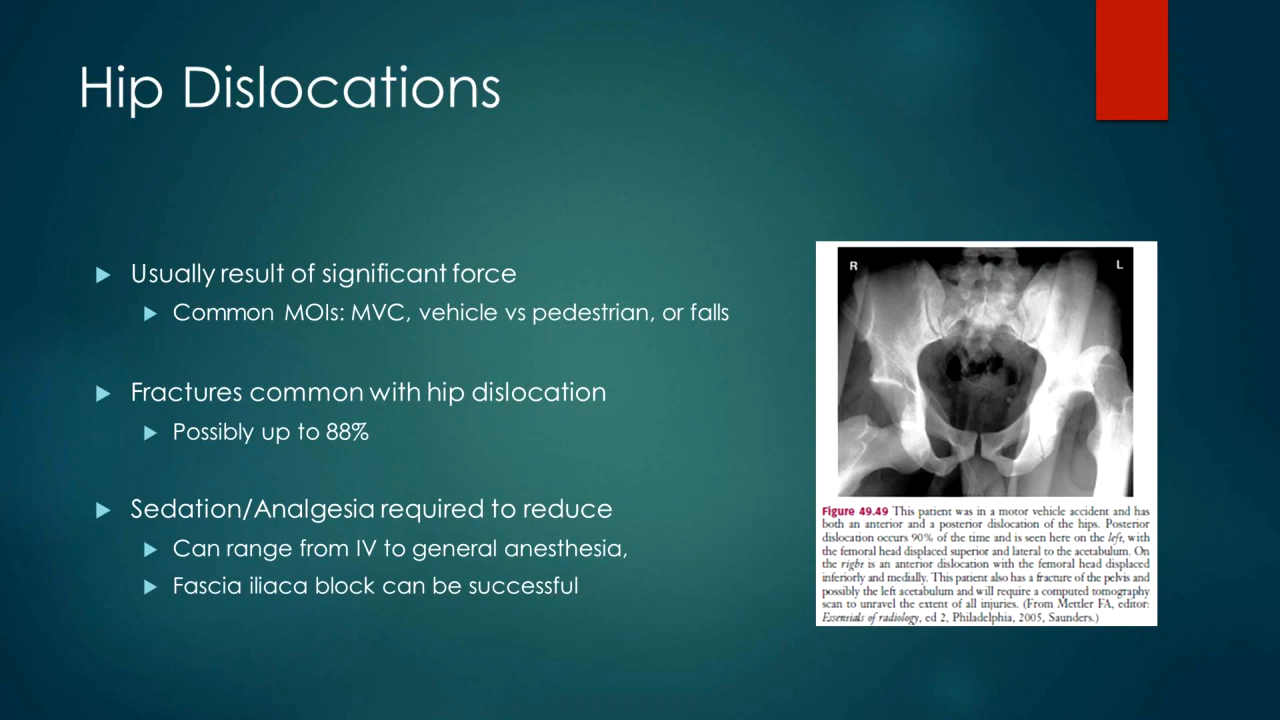 Hip Dislocations
Usually result of significant force
Common MOIs: MVC, vehicle vs pedestrian, or falls
Fractures common with hip dislocation
Possibly up to 88%
Sedation/Analgesia required to reduce
Can range from IV to general anesthesia,
Fascia iliaca block can be successful
R L
Figure 49.49 This patient was in a motor vehicle accident and has
both an anterior and a posterior dislocation of the hips. Posterior
dislocation occurs 90% of the time and is seen here on the left, with
the femoral head displaced superior and lateral to the acetabulum. On
the right is an anterior dislocation with the femoral head displaced
inferiorly and medially. This patient also has a fracture of the pelvis and
possibly the left acetabulum and will require a computed tomography
scan to unravel the extent of all injuries. (From Mettler FA, editor:
Essentials of radiology, ed 2, Philadelphia, 2005, Saunders.)